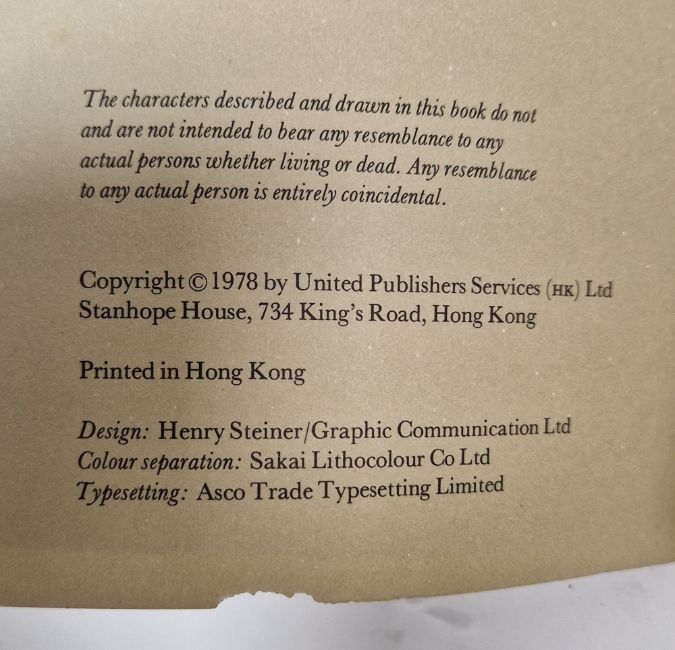 The characters described and drawn in this book do not
and are not intended to bear any resemblance to any
actual persons whether living or dead. Any resemblance
to any actual person is entirely coincidental.
Copyright © 1978 by United Publishers Services (HK) Ltd
Stanhope House, 734 King's Road, Hong Kong
Printed in Hong Kong
Design: Henry Steiner/Graphic Communication Ltd
Colour separation: Sakai Lithocolour Co Ltd
Typesetting: Asco Trade Typesetting Limited